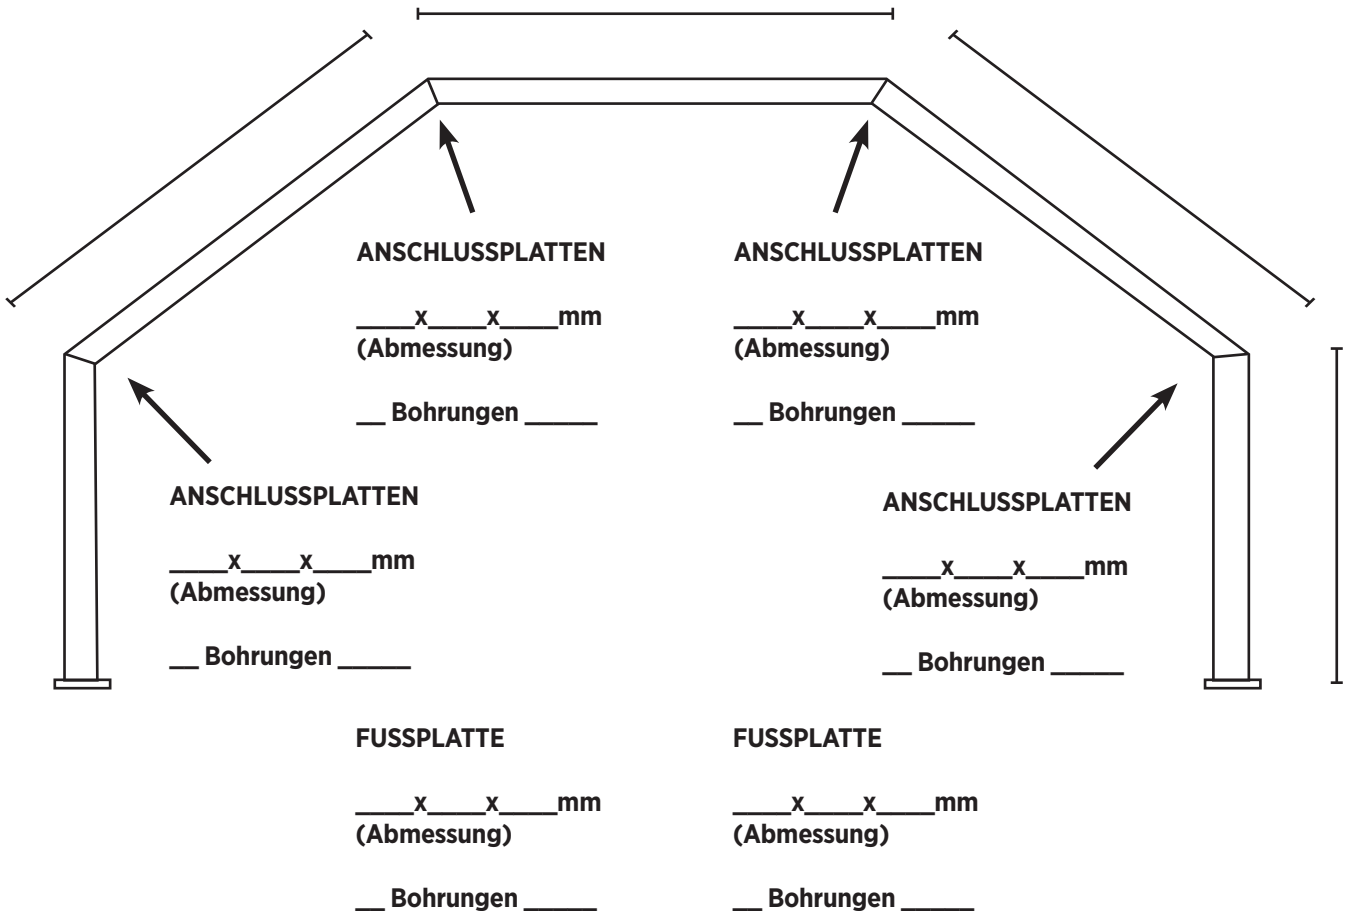 ANSCHLUSSPLATTEN
____x____x____mm
(Abmessung)
__ Bohrungen _____
ANSCHLUSSPLATTEN
____x____x____mm
(Abmessung)
__ Bohrungen _____
ANSCHLUSSPLATTEN
____x____x____mm
(Abmessung)
__ Bohrungen _____
ANSCHLUSSPLATTEN
____x____x____mm
(Abmessung)
__ Bohrungen _____
FUSSPLATTE
____x____x____mm
(Abmessung)
__ Bohrungen _____
FUSSPLATTE
____x____x____mm
(Abmessung)
__ Bohrungen _____